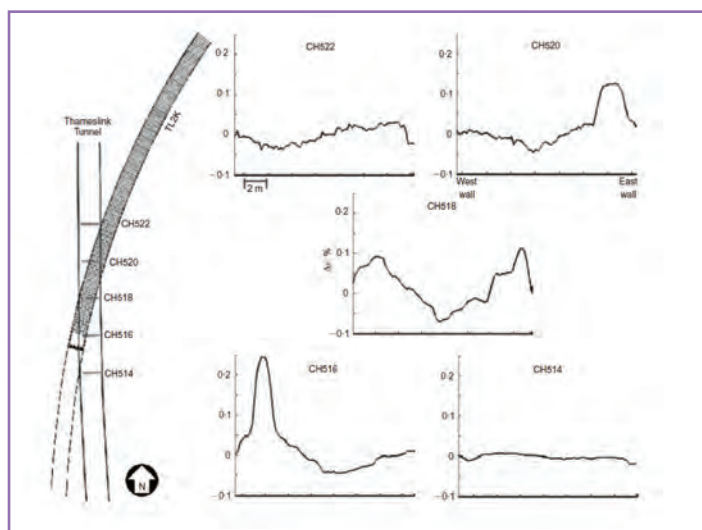 Thameslink
Tunnel
TL2K
CH522
CH520
CH518
CH516
CH514
N
CH522
0·2
0·1
0
−0·1
2 m
CH520
0·2
0·1
0
−0·1
West
wall
East
wall
CH518
0·2
0·1
0
−0·1
%
CH516
0·2
0·1
0
−0·1
CH514
0·2
0·1
0
−0·1